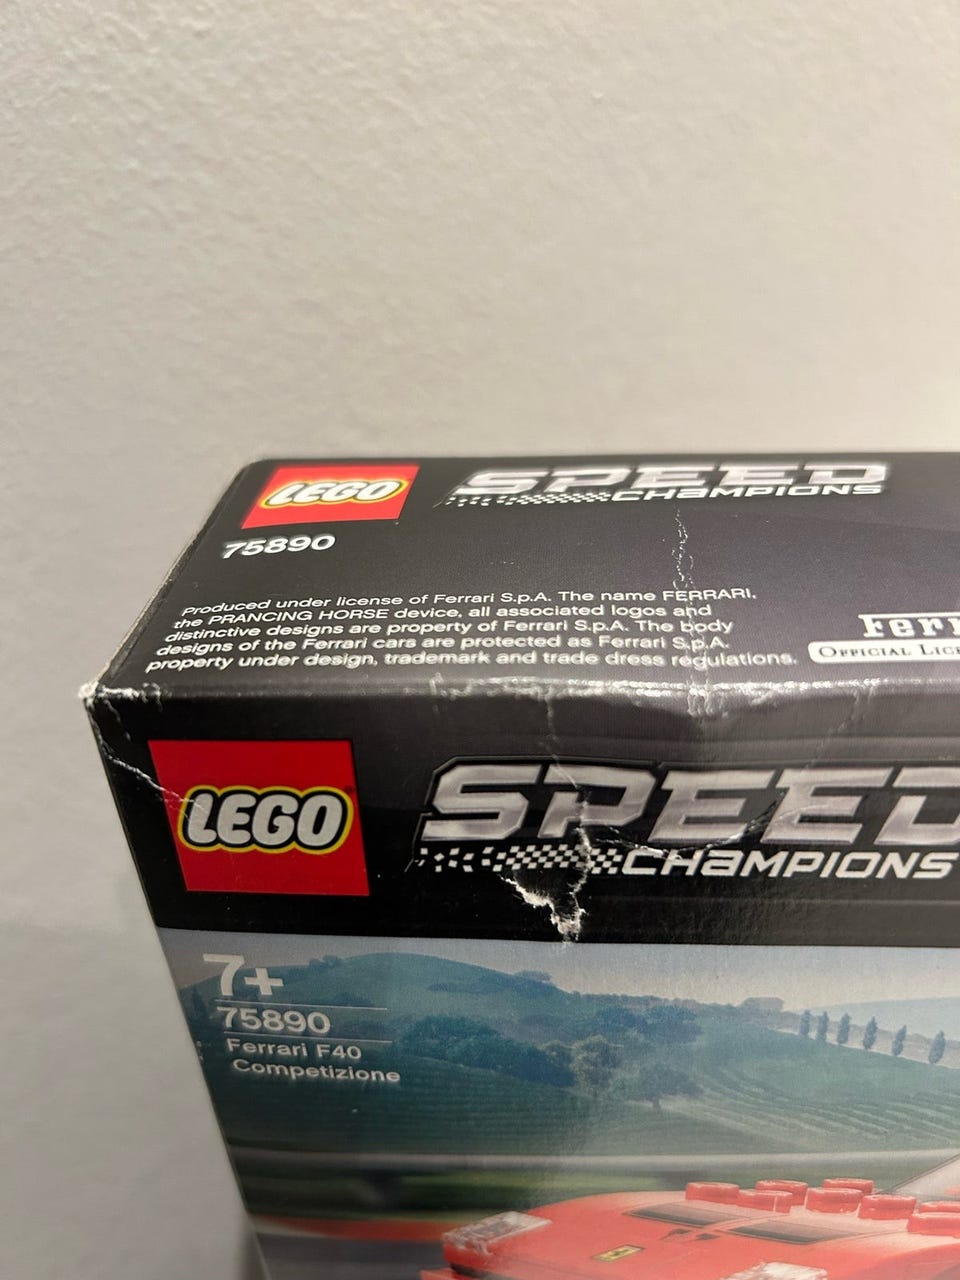 LEGO
SPEED
CHAMPIONS
75890
Produced under license of Ferrari S.p.A. The name FERRARI,
the PRANCING HORSE device, all associated logos and
distinctive designs are property of Ferrari S.p.A. The body
designs of the Ferrari cars are protected as Ferrari S.p.A.
property under design, trademark and trade dress regulations.
OFFICIAL
LEGO
SPEED
CHAMPIONS
7+
75890
Ferrari F40
Competizione